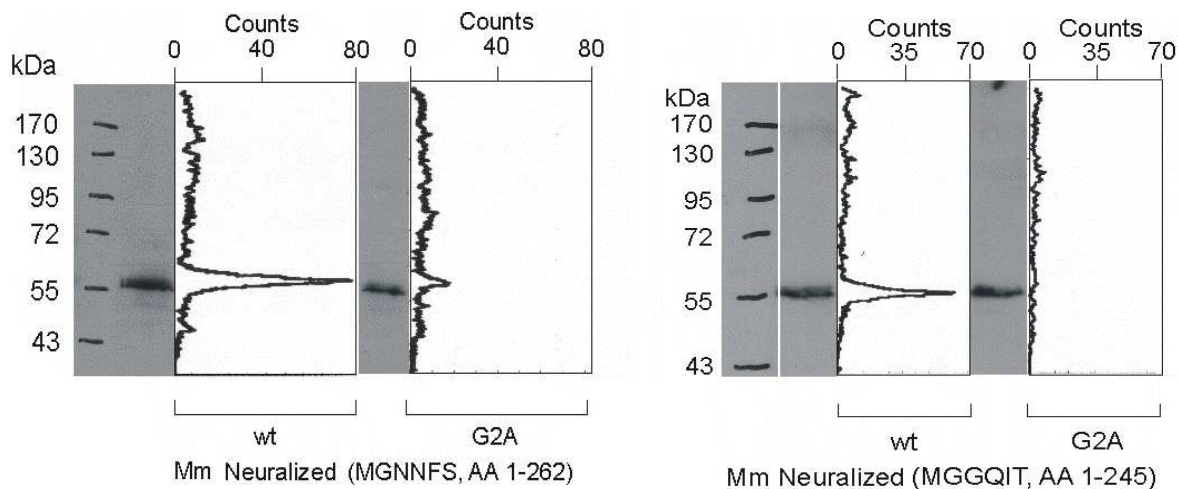 Counts
0 40 80
Counts
0 40 80
kDa
170
130
95
72
55
43
wt
G2A
Mm Neuralized (MGNNFS, AA 1-262)
Counts
0 35 70
Counts
0 35 70
kDa
170
130
95
72
55
43
wt
G2A
Mm Neuralized (MGGQIT, AA 1-245)